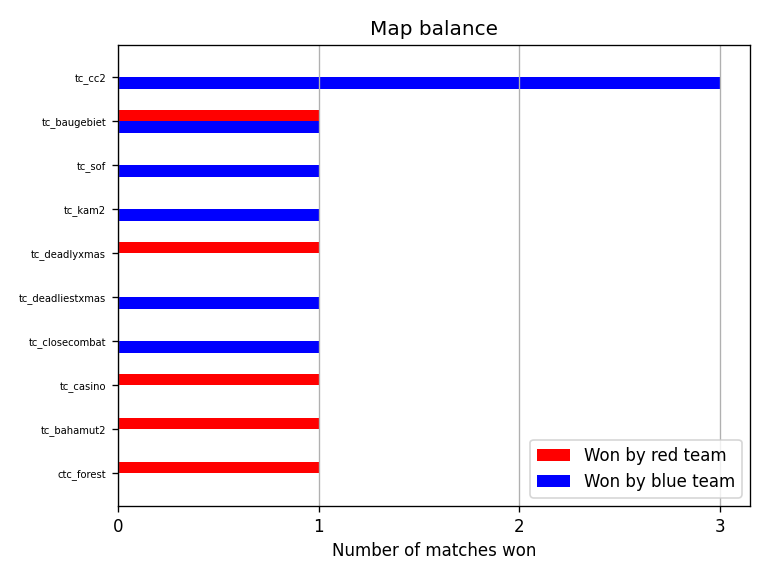 Map balance
tc_cc2
tc_baugebiet
tc_sof
tc_kam2
tc_deadlyxmas
tc_deadliestxmas
tc_closecombat
tc_casino
tc_bahamut2
ctc_forest
Won by red team
Won by blue team
0 1 2 3
Number of matches won